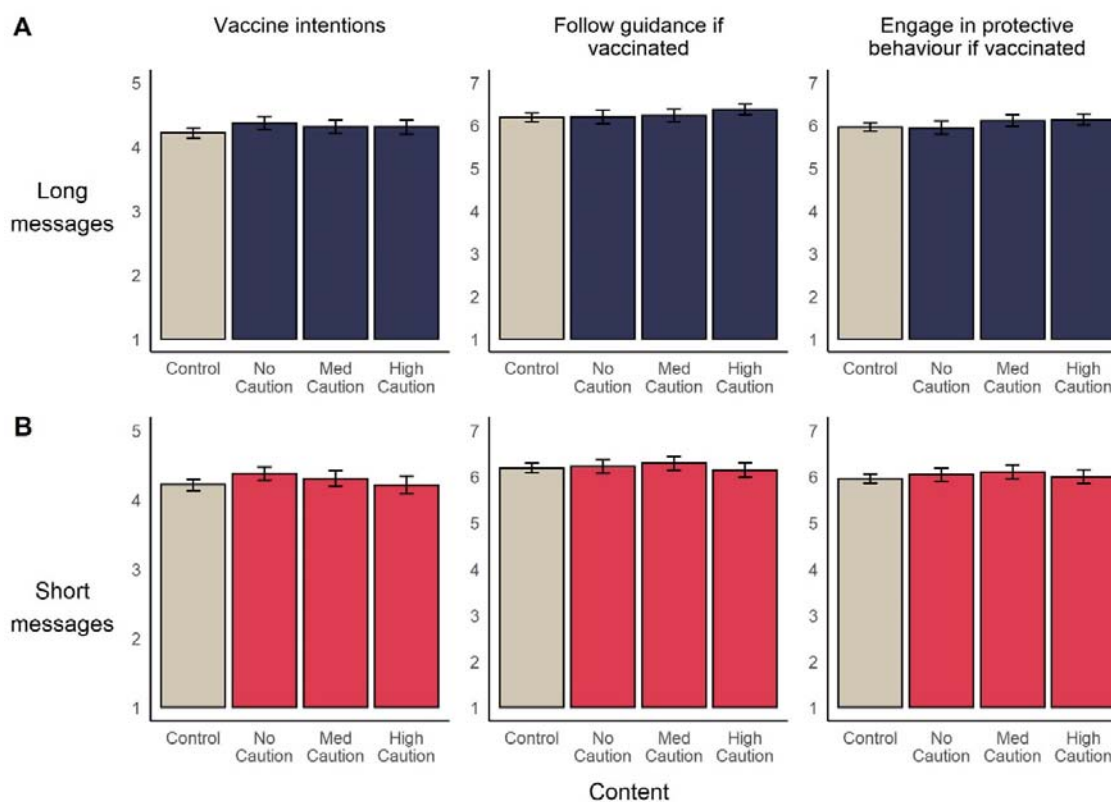 A
Vaccine intentions
Follow guidance if
vaccinated
Engage in protective
behaviour if vaccinated
Long
messages
5
4
3
2
1
Control
No
Caution
Med
Caution
High
Caution
7
6
5
4
3
2
1
Control
No
Caution
Med
Caution
High
Caution
7
6
5
4
3
2
1
Control
No
Caution
Med
Caution
High
Caution
B
Short
messages
5
4
3
2
1
Control
No
Caution
Med
Caution
High
Caution
7
6
5
4
3
2
1
Control
No
Caution
Med
Caution
High
Caution
7
6
5
4
3
2
1
Control
No
Caution
Med
Caution
High
Caution
Content